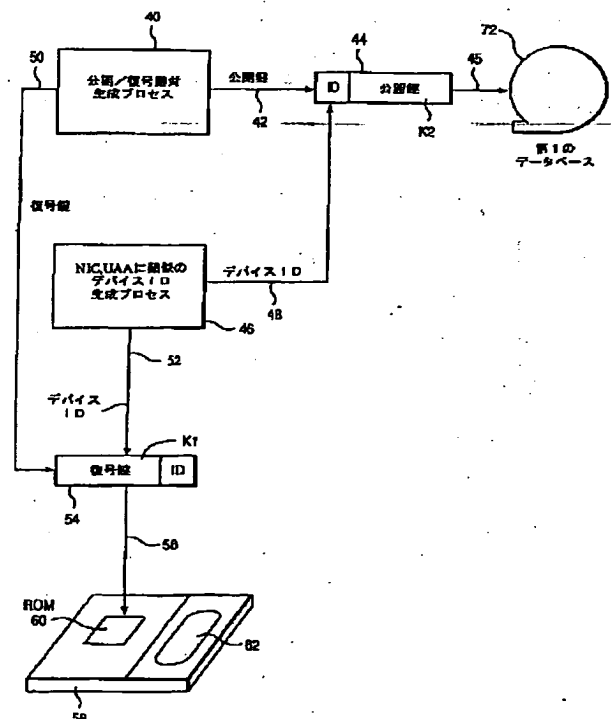 40
50
公開/復号鍵対
生成プロセス
公開鍵
42
44
ID 公開鍵
K2
45
72
第1の
データベース
復号鍵
NIC,UAAに類似の
デバイスID
生成プロセス
デバイスID
48
46
52
デバイス
ID
K1
復号鍵 ID
54
58
ROM
60
62